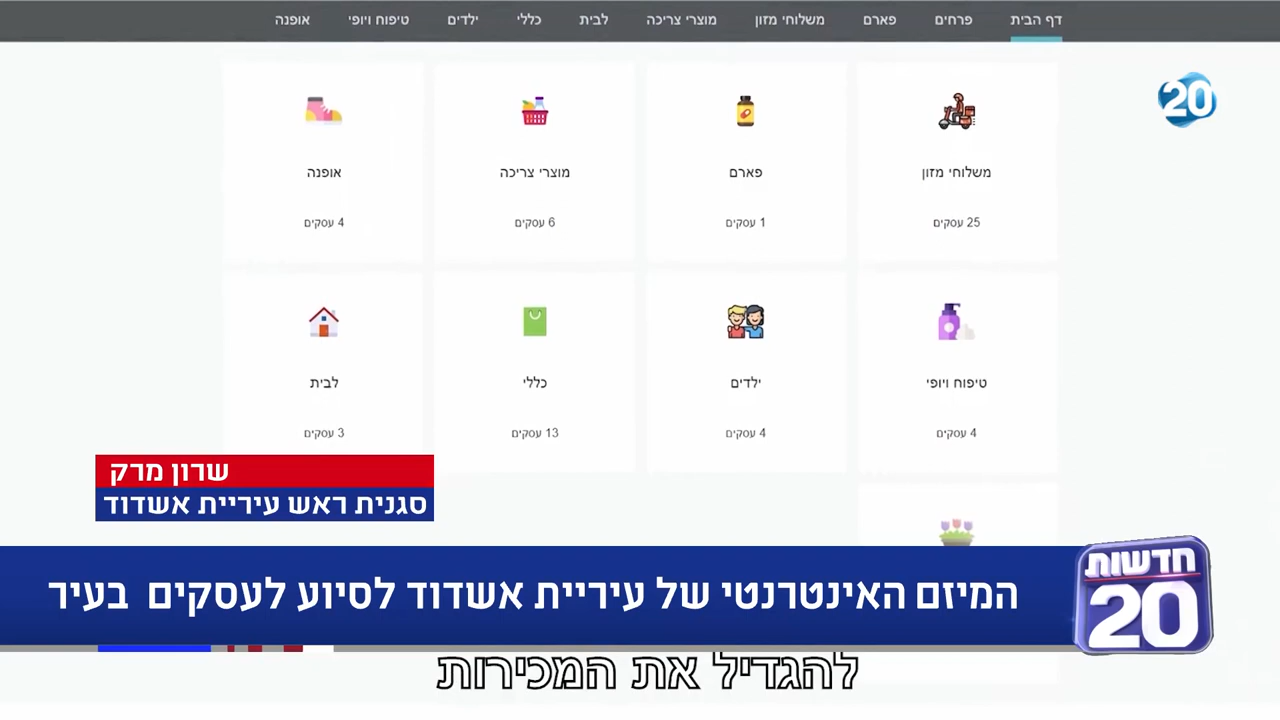 דף הבית פרחים פארם משלוחי מזון מוצרי צריכה לבית כללי ילדים טיפוח ויופי אופנה
20
משלוחי מזון פארם מוצרי צריכה אופנה
25 עסקים 1 עסקים 6 עסקים 4 עסקים
טיפוח ויופי ילדים כללי לבית
4 עסקים 4 עסקים 13 עסקים 3 עסקים
שרון מרק
סגנית ראש עיריית אשדוד
חדשות
20
המיזם האינטרנטי של עיריית אשדוד לסיוע לעסקים בעיר
להגדיל את המכירות